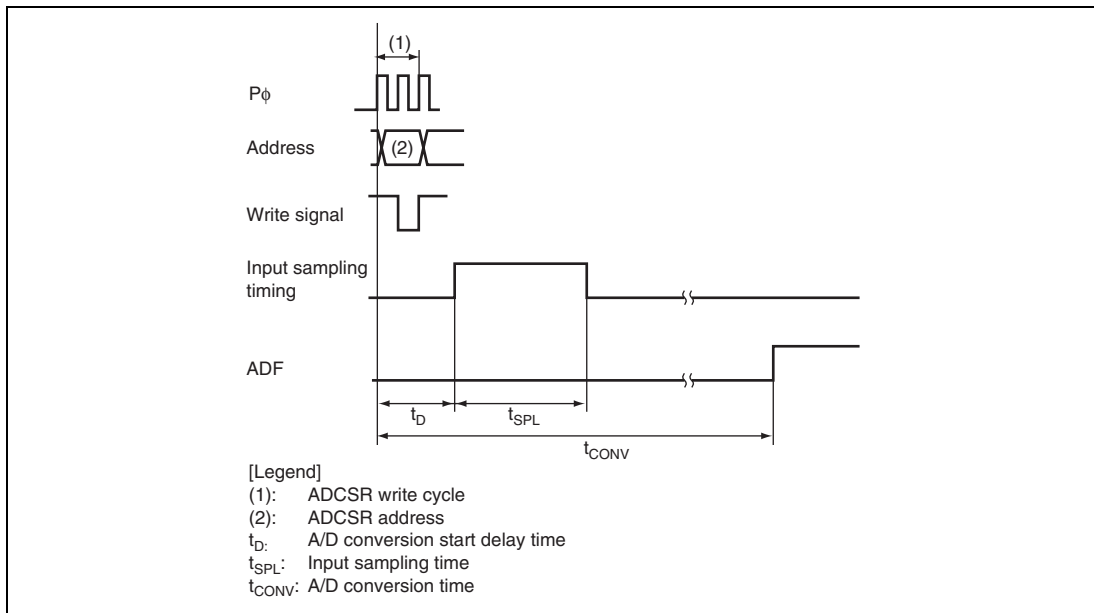 (1)
Pϕ
Address
(2)
Write signal
Input sampling
timing
ADF
tD
tSPL
tCONV
[Legend]
(1): ADCSR write cycle
(2): ADCSR address
tD: A/D conversion start delay time
tSPL: Input sampling time
tCONV: A/D conversion time